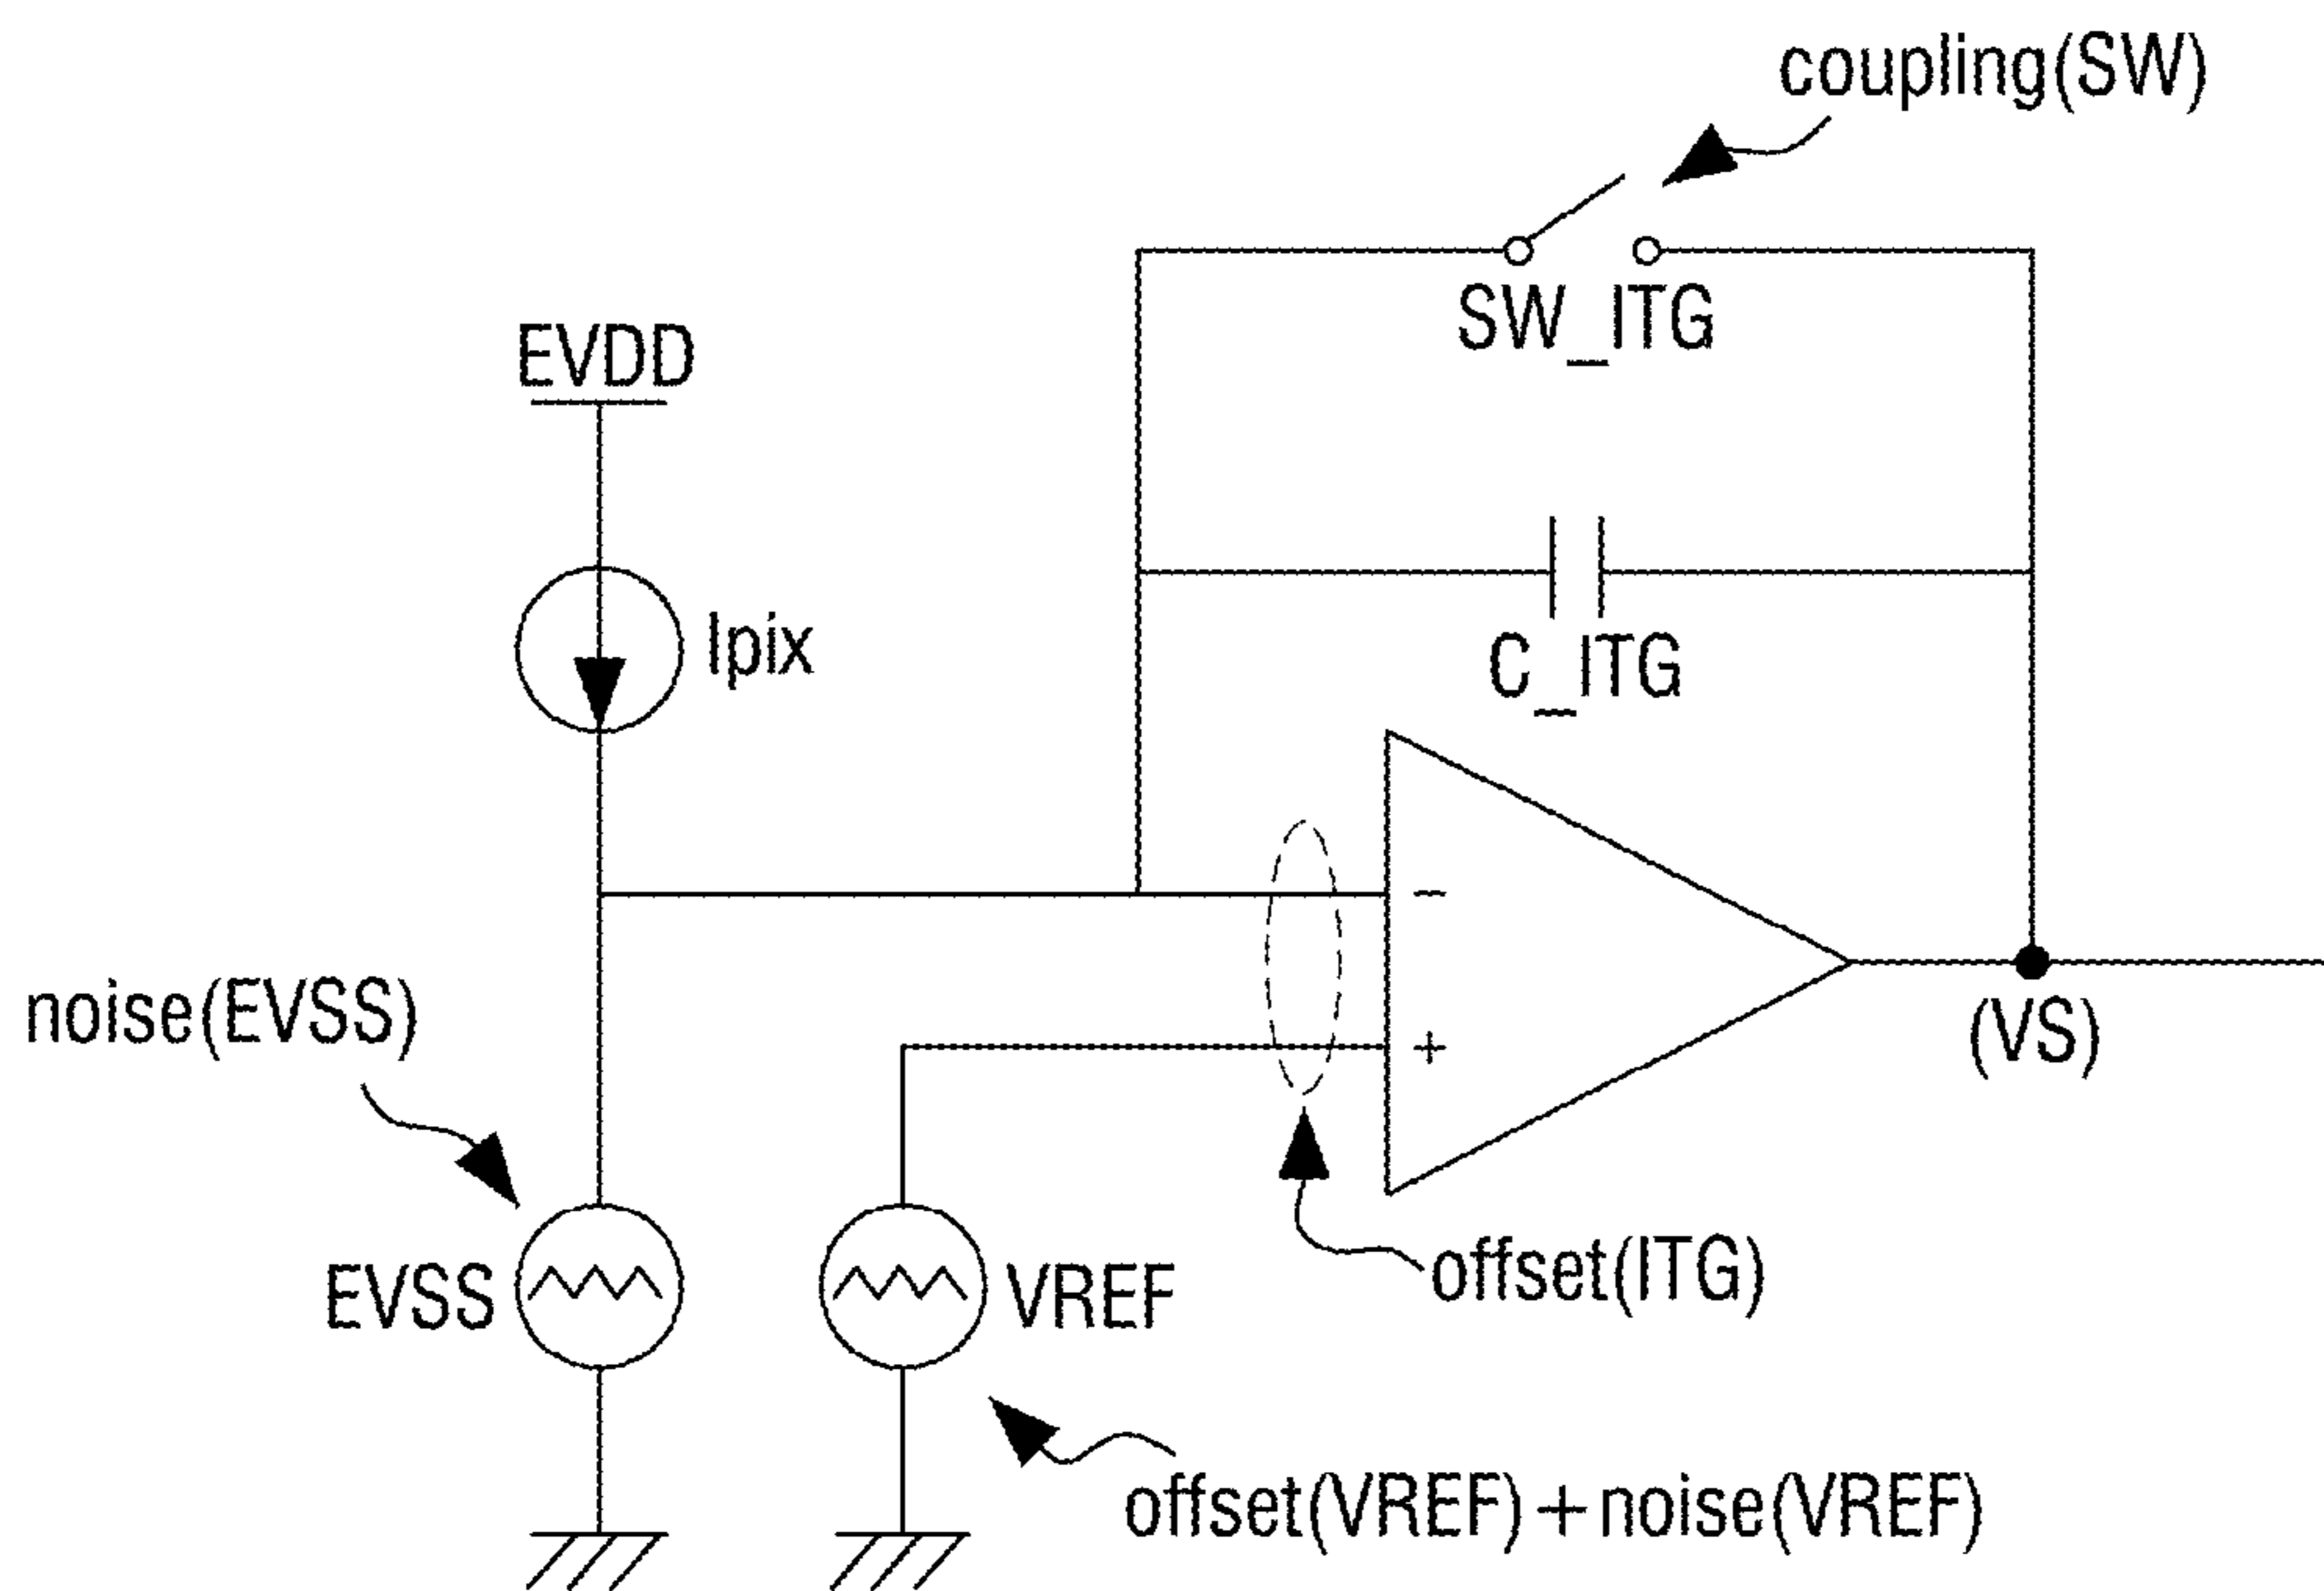 coupling(SW)
SW_ITG
EVDD
Ipix
C_ITG
−
noise(EVSS)
+
(VS)
offset(ITG)
EVSS
VREF
offset(VREF)+noise(VREF)